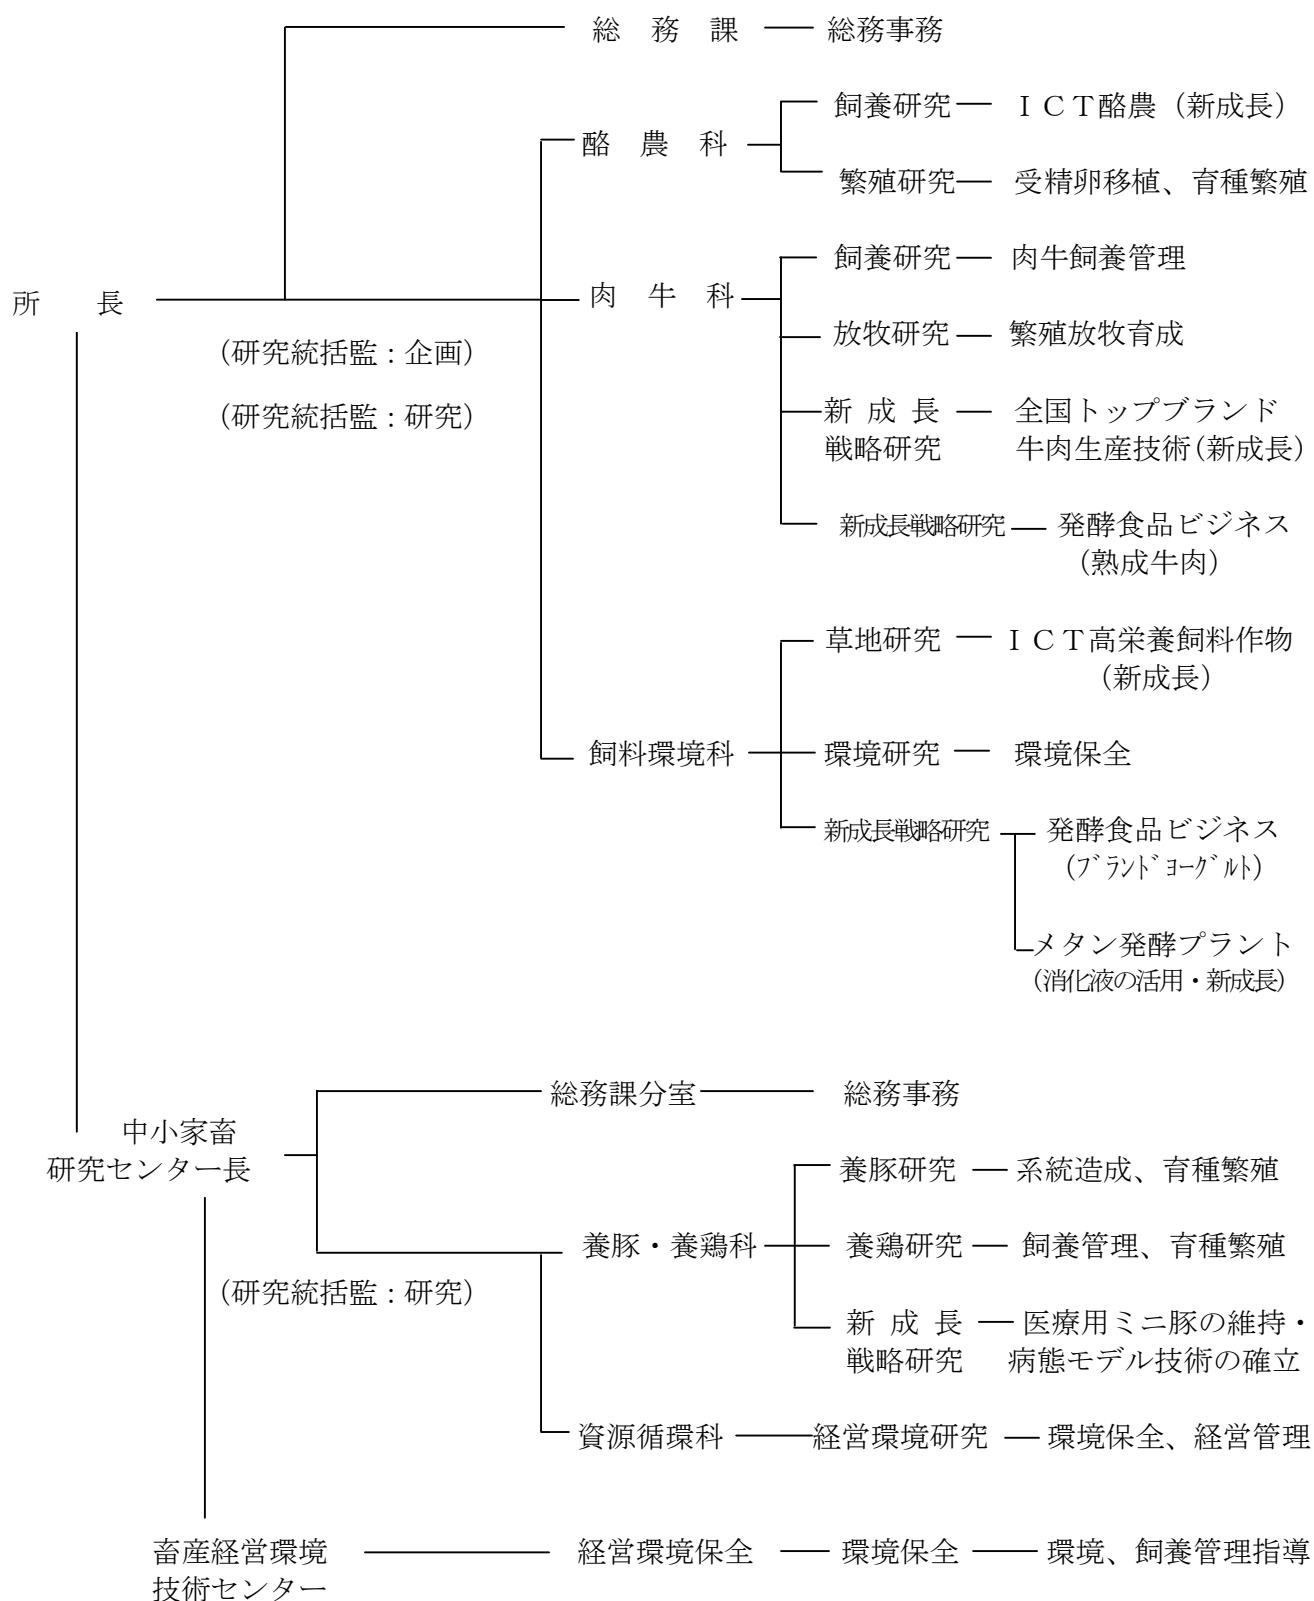 総　務　課　総務事務
飼養研究　ＩＣＴ酪農（新成長）
酪　農　科
繁殖研究　受精卵移植、育種繁殖
飼養研究　肉牛飼養管理
所　　長　肉　牛　科
放牧研究　繁殖放牧育成
（研究統括監：企画）
（研究統括監：研究）
新 成 長　全国トップブランド
戦略研究　牛肉生産技術(新成長)
新成長戦略研究　発酵食品ビジネス
（熟成牛肉）
草地研究　ＩＣＴ高栄養飼料作物
（新成長）
飼料環境科　環境研究　環境保全
新成長戦略研究　発酵食品ビジネス
（ﾌﾞﾗﾝﾄﾞﾖｰｸﾞﾙﾄ）
メタン発酵プラント
（消化液の活用・新成長）
総務課分室　総務事務
中小家畜
研究センター長
養豚研究　系統造成、育種繁殖
養豚・養鶏科　養鶏研究　飼養管理、育種繁殖
（研究統括監：研究）
新 成 長　医療用ミニ豚の維持・
戦略研究　病態モデル技術の確立
資源循環科　経営環境研究　環境保全、経営管理
畜産経営環境　経営環境保全　環境保全　環境、飼養管理指導
技術センター